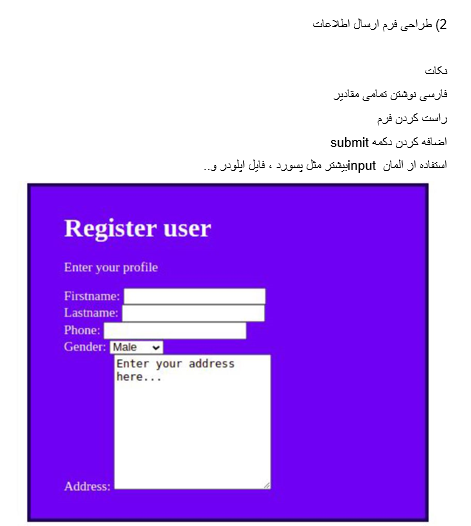 2) طراحی فرم ارسال اطلاعات
نکات
فارسی نوشتن تمامی مقادیر
راست کردن فرم
اضافه کردن دکمه submit
استفاده از المان inputبیشتر مثل پسورد ، فایل اپلودر و..
Register user
Enter your profile
Firstname:
Lastname:
Phone:
Gender: Male
Enter your address
here...
Address: